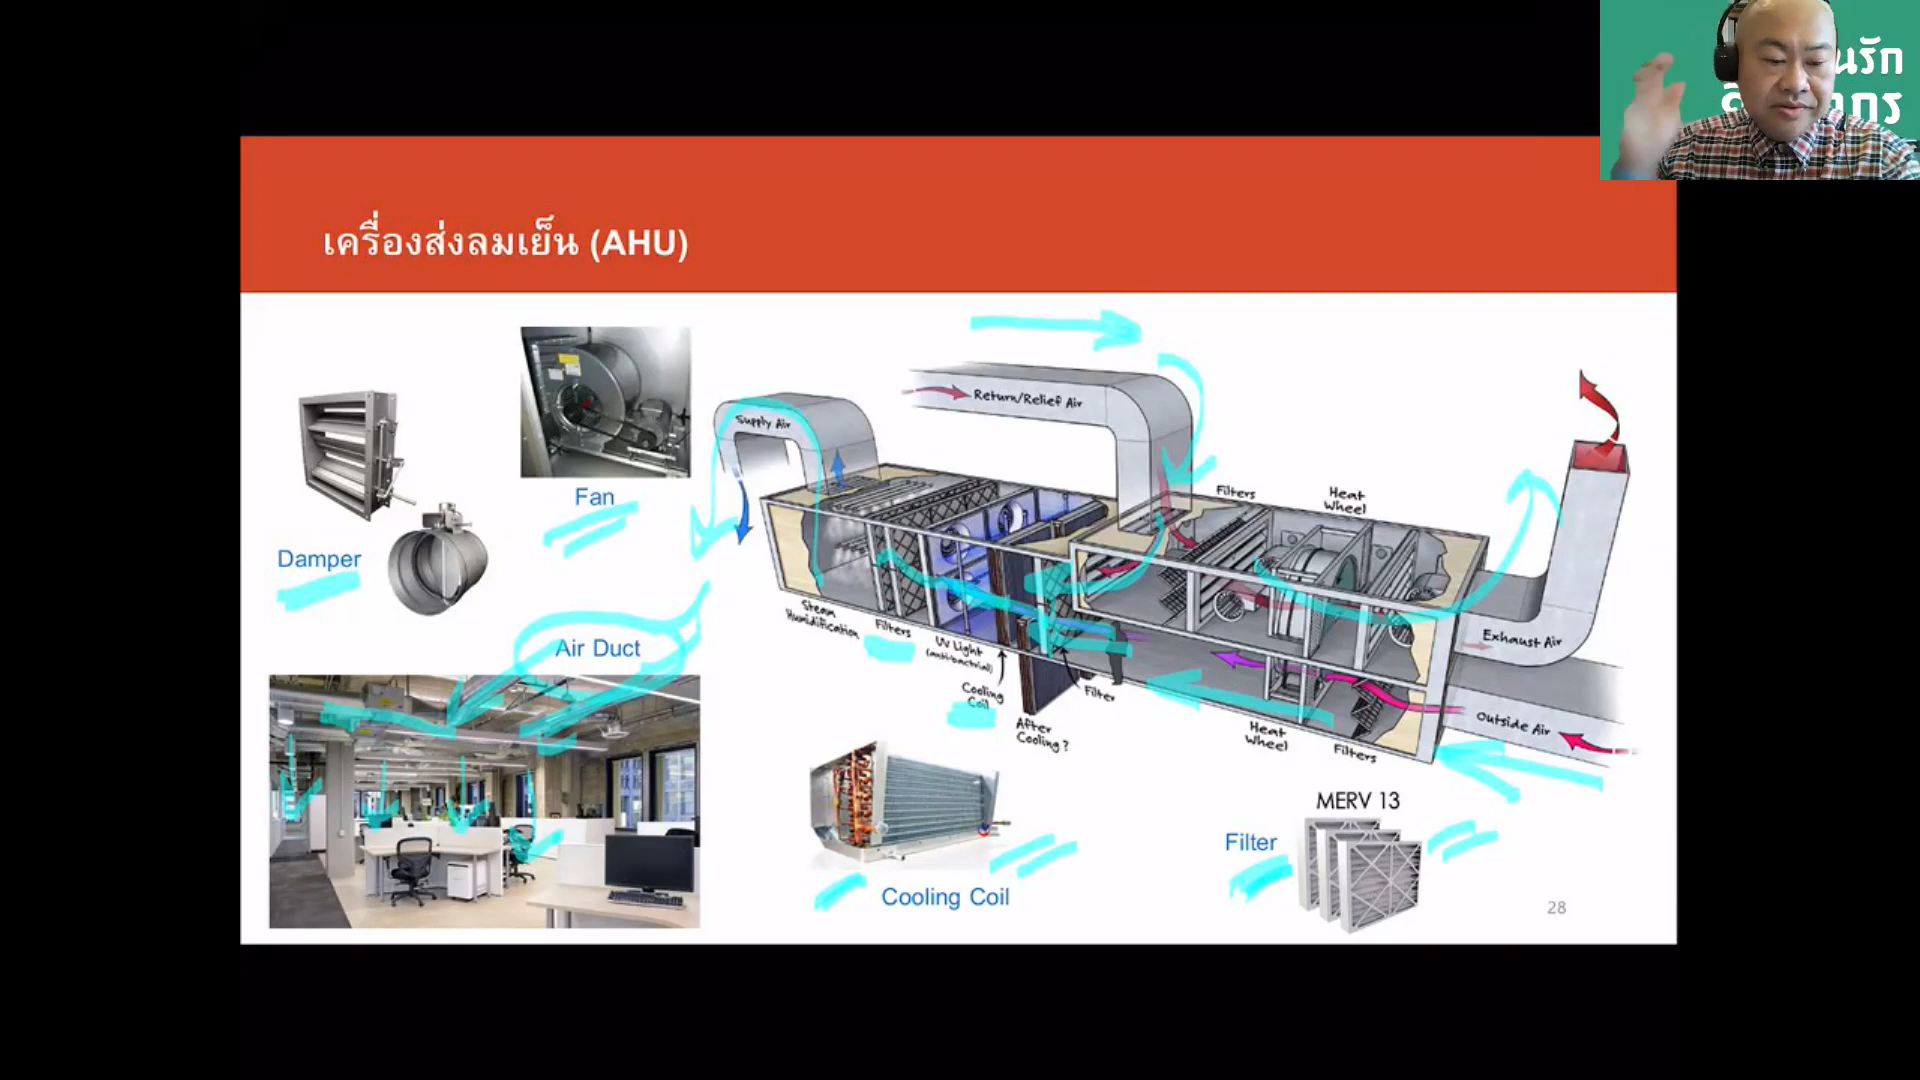 เครื่องส่งลมเย็น (AHU)
Fan
Damper
Air Duct
Supply Air
Return/Relief Air
Filters
Heat
Wheel
Steam
Humidification
Filters
UV Light
(antibacterial)
Cooling
Coil
After
Cooling?
Filter
Exhaust Air
Outside Air
Heat
Wheel
Filters
Cooling Coil
MERV 13
Filter
28